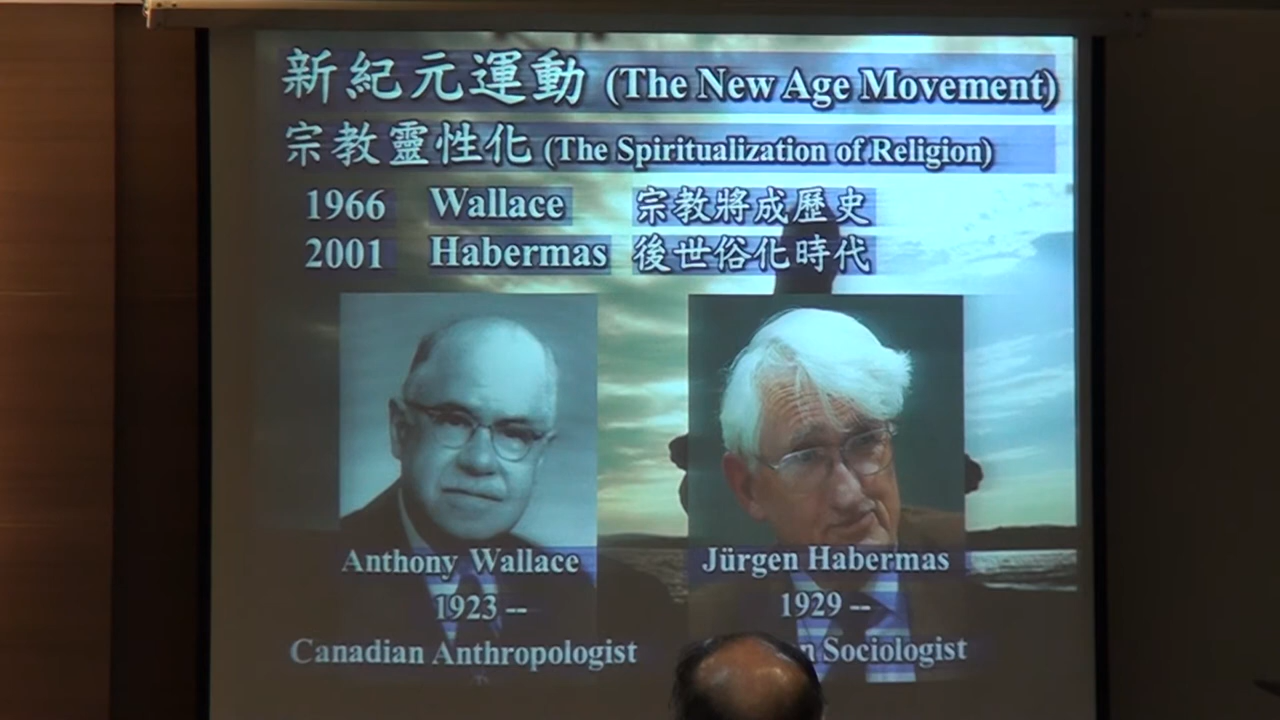 新紀元運動 (The New Age Movement)
宗教靈性化 (The Spiritualization of Religion)
1966 Wallace 宗教將成歷史
2001 Habermas 後世俗化時代
Anthony Wallace
1923 --
Canadian Anthropologist
Jürgen Habermas
1929 --
Sociologist